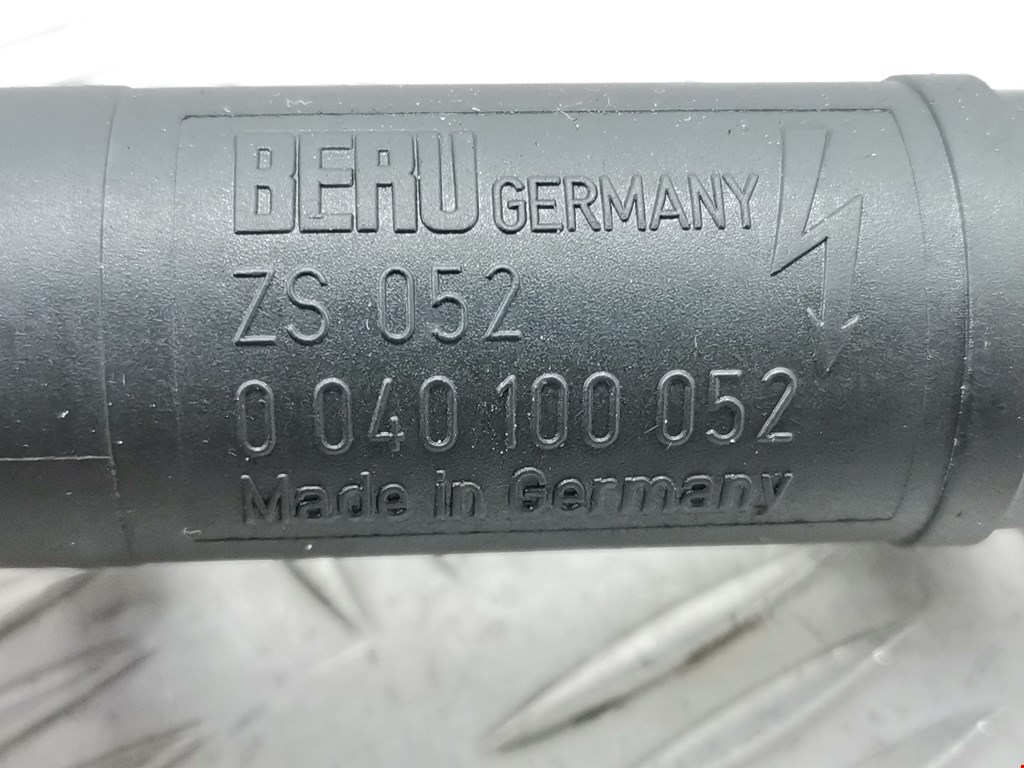 BERU GERMANY
ZS 052
0 040 100 052
Made in Germany